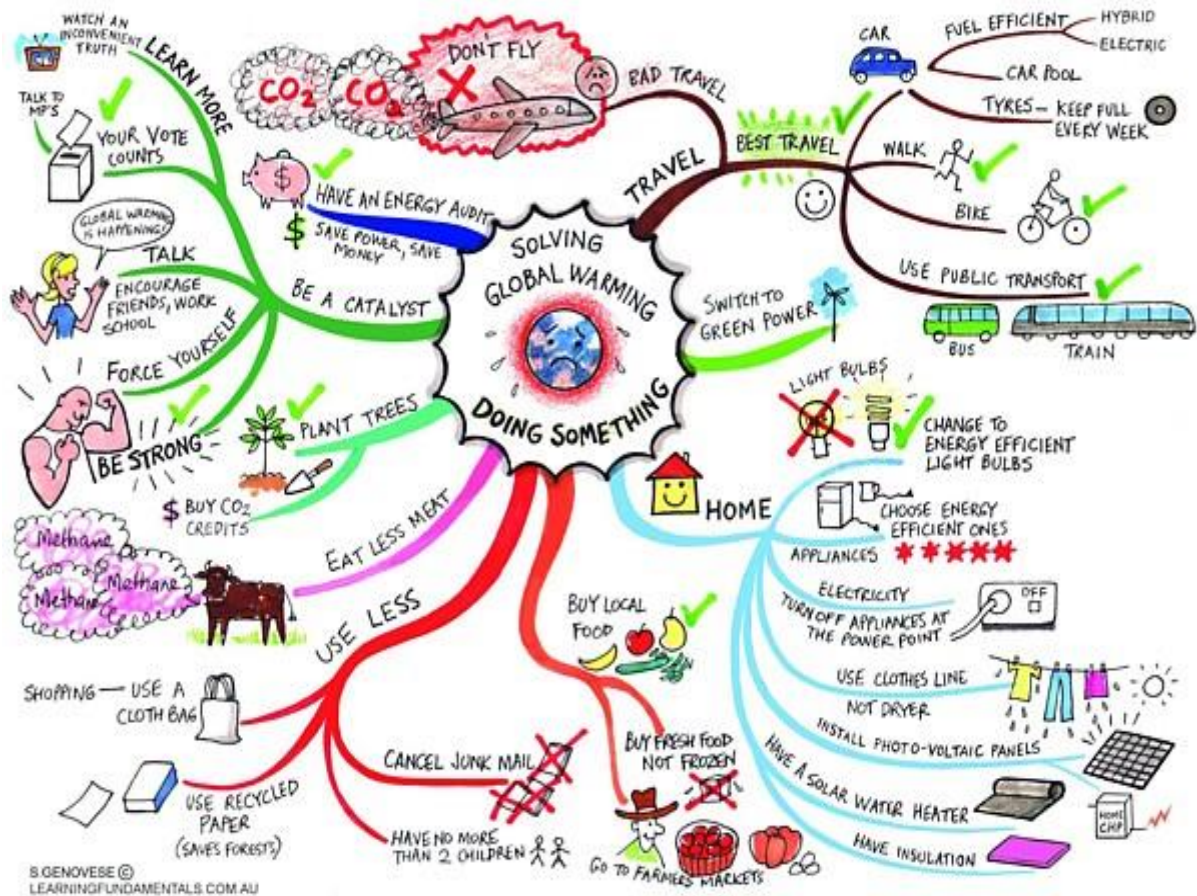 SOLVING
GLOBAL WARMING
DOING SOMETHING
TRAVEL
BAD TRAVEL
DON'T FLY
CO2
CO2
BEST TRAVEL
CAR
FUEL EFFICIENT
HYBRID
ELECTRIC
CAR POOL
TYRES — KEEP FULL
EVERY WEEK
WALK
BIKE
USE PUBLIC TRANSPORT
BUS
TRAIN
SWITCH TO
GREEN POWER
HOME
LIGHT BULBS
CHANGE TO
ENERGY EFFICIENT
LIGHT BULBS
APPLIANCES
CHOOSE ENERGY
EFFICIENT ONES
ELECTRICITY
TURN OFF APPLIANCES AT
THE POWER POINT
OFF
USE CLOTHES LINE
NOT DRYER
INSTALL PHOTO-VOLTAIC PANELS
HOME
CHP
HAVE A SOLAR WATER HEATER
HAVE INSULATION
BUY LOCAL
FOOD
BUY FRESH FOOD
NOT FROZEN
GO TO FARMERS MARKETS
USE LESS
CANCEL JUNK MAIL
HAVE NO MORE
THAN 2 CHILDREN
USE RECYCLED
PAPER
(SAVES FORESTS)
SHOPPING — USE A
CLOTH BAG
EAT LESS MEAT
Methane
Methane
Methane
PLANT TREES
$ BUY CO2
CREDITS
BE A CATALYST
LEARN MORE
WATCH AN
INCONVENIENT
TRUTH
TALK TO
MP'S
YOUR VOTE
COUNTS
GLOBAL WARMING
IS HAPPENING!
TALK
ENCOURAGE
FRIENDS, WORK
SCHOOL
FORCE YOURSELF
BE STRONG
$
HAVE AN ENERGY AUDIT
$ SAVE POWER, SAVE
MONEY
S.GENOVESE ©
LEARNINGFUNDAMENTALS.COM.AU